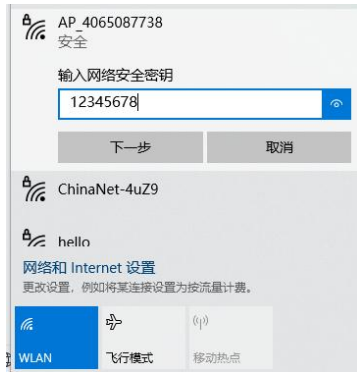 AP_4065087738
安全
输入网络安全密钥
12345678
下一步
取消
ChinaNet-4uZ9
hello
网络和 Internet 设置
更改设置，例如将某连接设置为按流量计费。
WLAN
飞行模式
移动热点